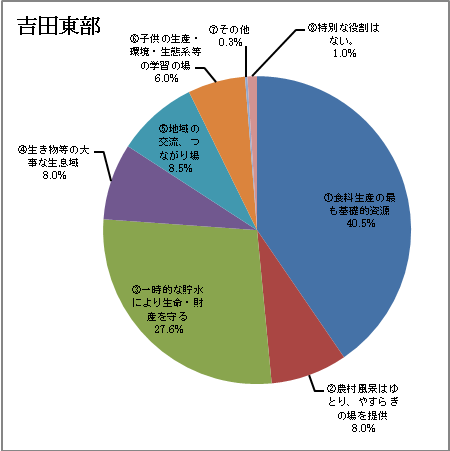 吉田東部
⑦その他
0.3%
⑧特別な役割は
ない。
1.0%
⑥子供の生産・
環境・生態系等
の学習の場
6.0%
⑤地域の
交流、つ
ながり場
8.5%
④生き物等の大
事な生息域
8.0%
①食料生産の最
も基礎的資源
40.5%
③一時的な貯水
により生命・財
産を守る
27.6%
②農村風景はゆ
とり、やすらぎ
の場を提供
8.0%